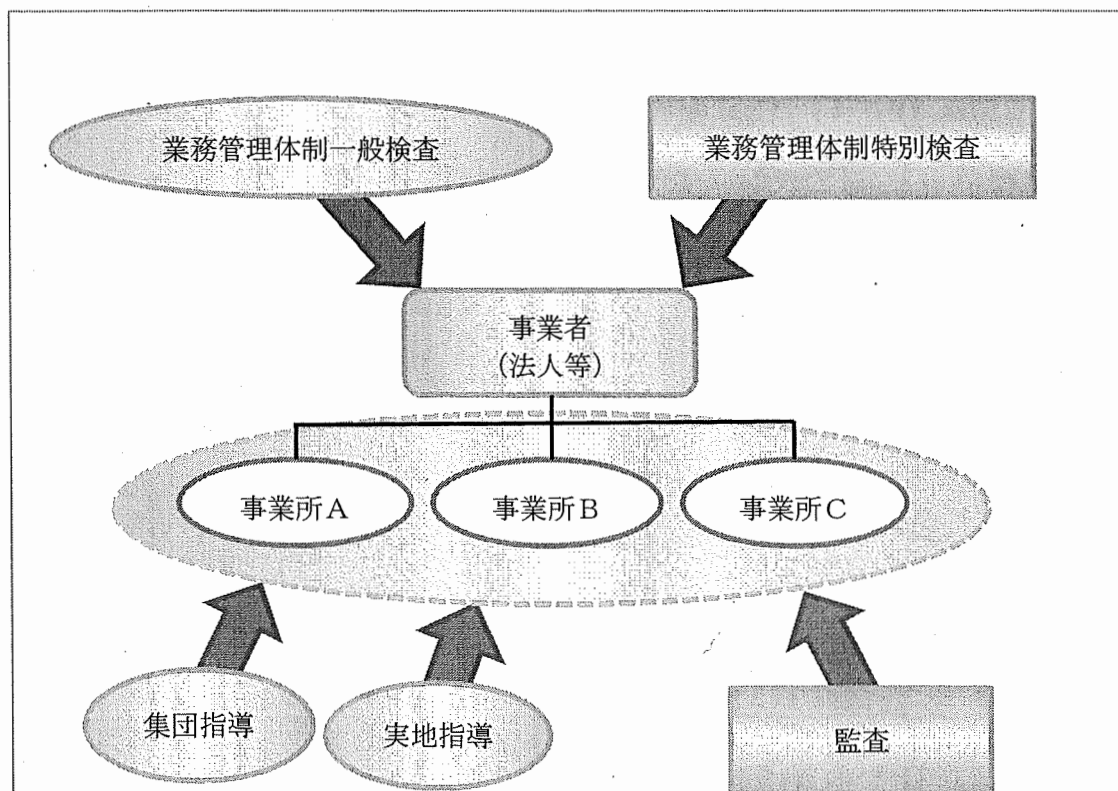 業務管理体制一般検査
業務管理体制特別検査
事業者
(法人等)
事業所A
事業所B
事業所C
集団指導
実地指導
監査